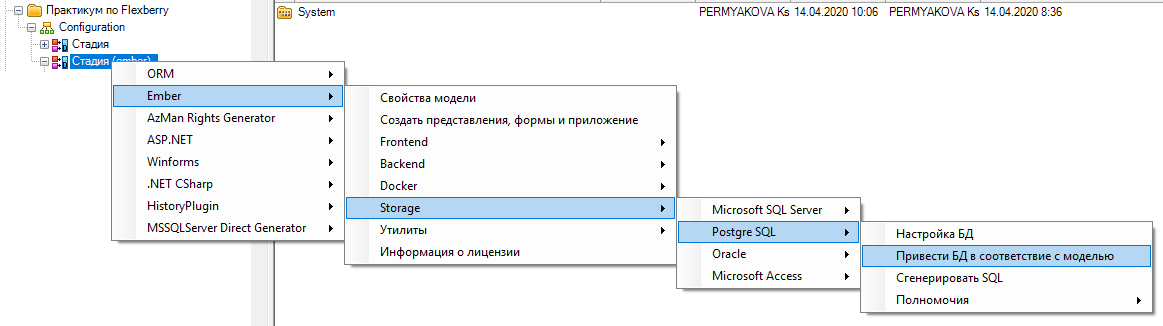 Практикум по Flexberry
Configuration
Стадия
Стадия (ember)
System PERMYAKOVA Ks 14.04.2020 10:06 PERMYAKOVA Ks 14.04.2020 8:36
ORM
Ember
AzMan Rights Generator
ASP.NET
Winforms
.NET CSharp
HistoryPlugin
MSSQLServer Direct Generator
Свойства модели
Создать представления, формы и приложение
Frontend
Backend
Docker
Storage
Утилиты
Информация о лицензии
Microsoft SQL Server
Postgre SQL
Oracle
Microsoft Access
Настройка БД
Привести БД в соответствие с моделью
Сгенерировать SQL
Полномочия